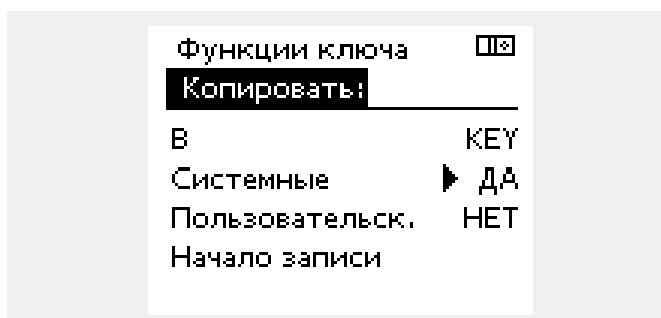 Функции ключа
Копировать:
В KEY
Системные ▶ ДА
Пользовательск. НЕТ
Начало записи